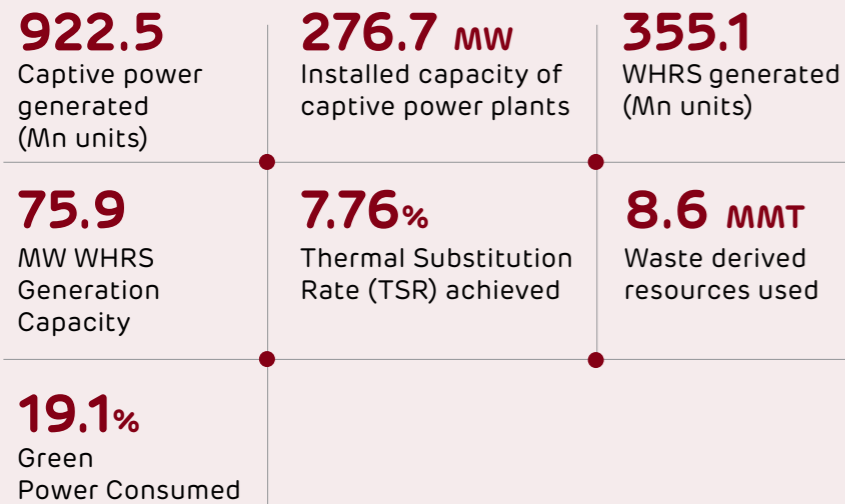 922.5
Captive power
generated
(Mn units)
276.7 MW
Installed capacity of
captive power plants
355.1
WHRS generated
(Mn units)
75.9
MW WHRS
Generation
Capacity
7.76%
Thermal Substitution
Rate (TSR) achieved
8.6 MMT
Waste derived
resources used
19.1%
Green
Power Consumed